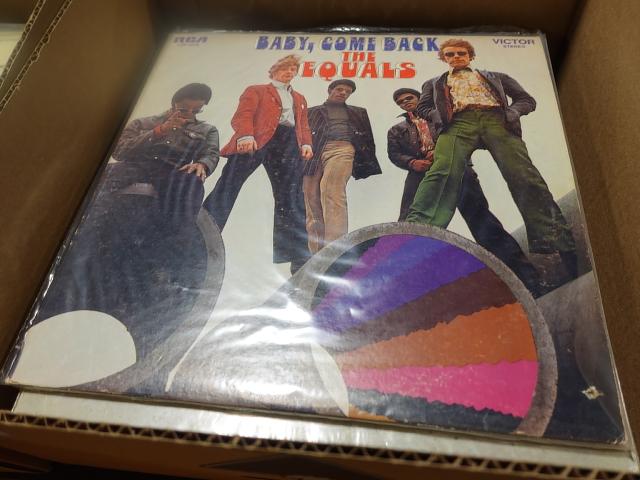 RCA
BABY, COME BACK
THE
EQUALS
VICTOR
STEREO